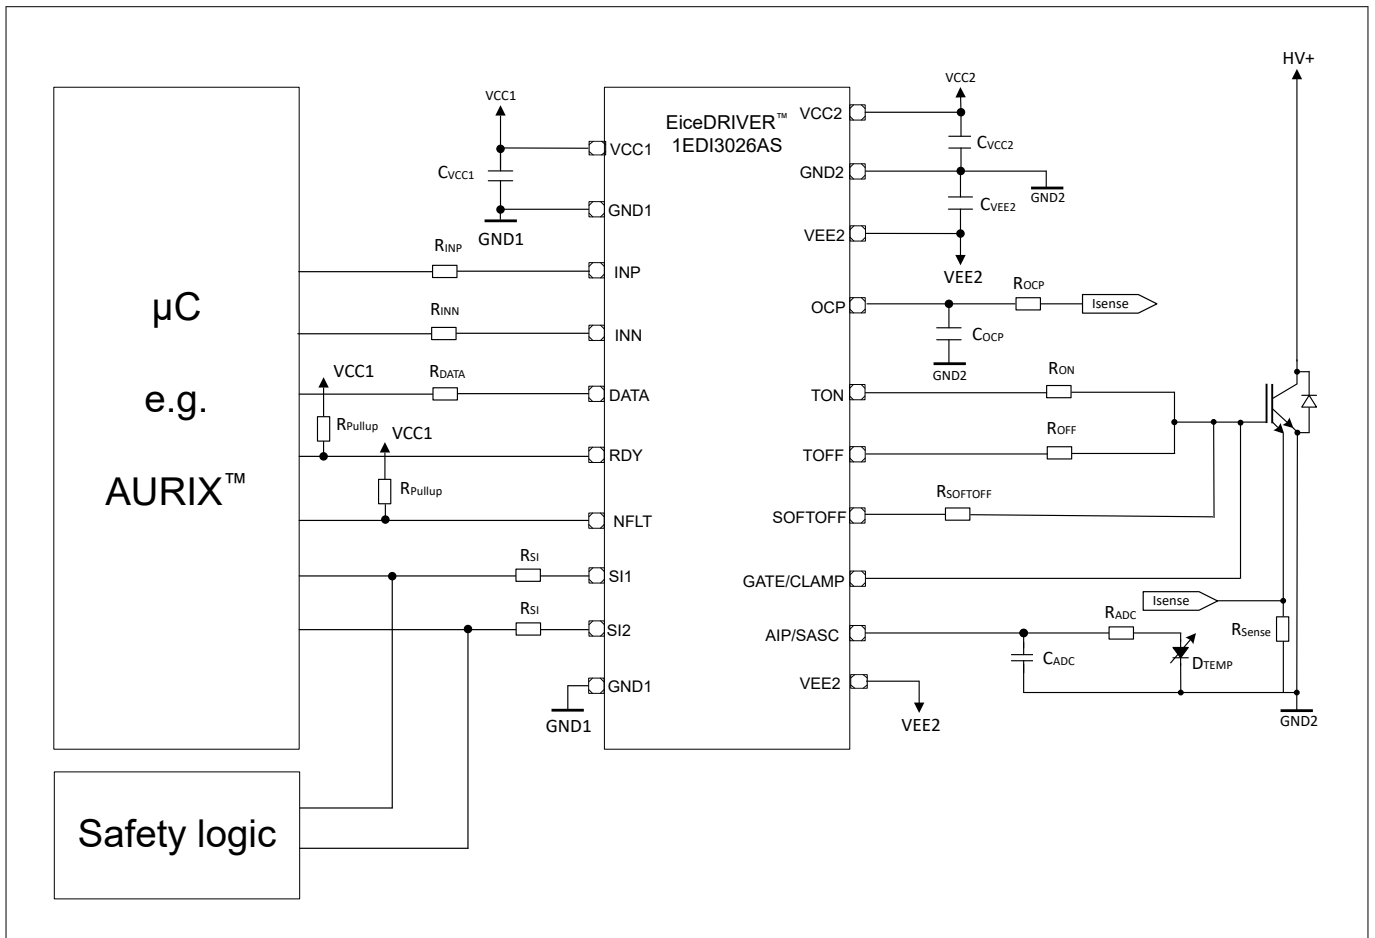 HV+
VCC1
VCC2
EiceDRIVER™
1EDI3026AS
VCC2
VCC1
CVCC1
CVCC2
GND2
GND2
CVEE2
GND1
GND1
VEE2
VEE2
RINP
INP
µC
e.g.
AURIX™
OCP
ROCP
Isense
COCP
GND2
RINN
INN
VCC1
RDATA
DATA
TON
RON
RPullup
VCC1
RDY
TOFF
ROFF
RPullup
NFLT
SOFTOFF
RSOFTOFF
RSI
SI1
GATE/CLAMP
Isense
RSI
SI2
AIP/SASC
RADC
RSense
CADC
DTEMP
GND1
GND1
VEE2
VEE2
GND2
Safety logic